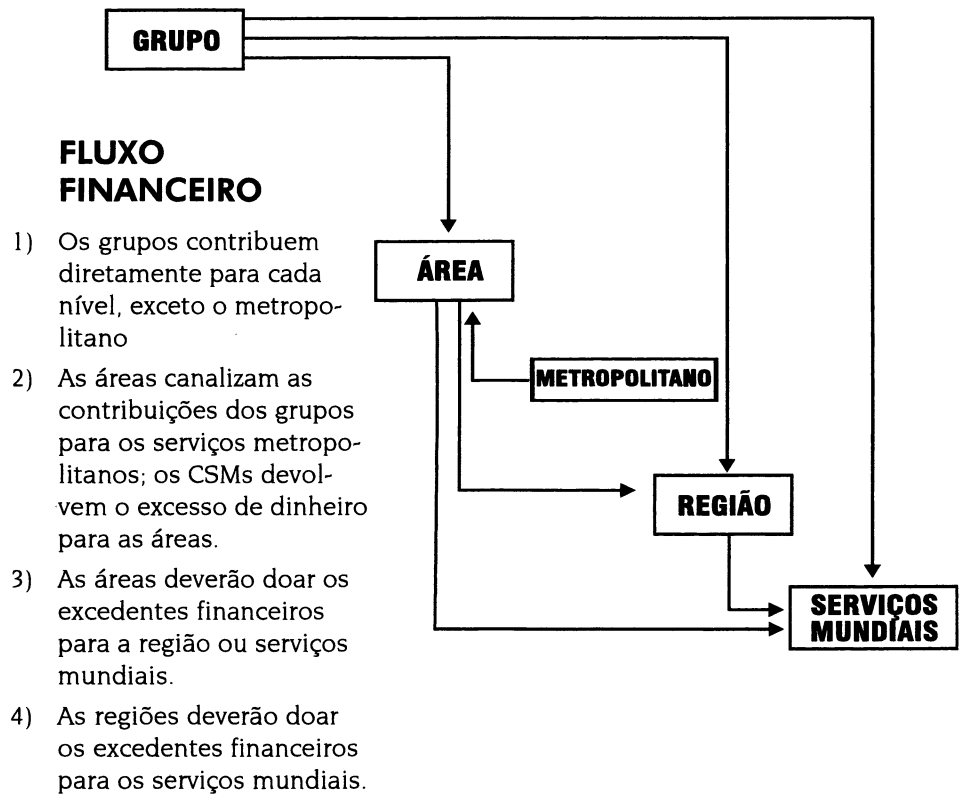 GRUPO
FLUXO
FINANCEIRO
1) Os grupos contribuem
diretamente para cada
nível, exceto o metropo-
litano
2) As áreas canalizam as
contribuições dos grupos
para os serviços metropo-
litanos; os CSMs devol-
vem o excesso de dinheiro
para as áreas.
3) As áreas deverão doar os
excedentes financeiros
para a região ou serviços
mundiais.
4) As regiões deverão doar
os excedentes financeiros
para os serviços mundiais.
ÁREA
METROPOLITANO
REGIÃO
SERVIÇOS
MUNDIAIS